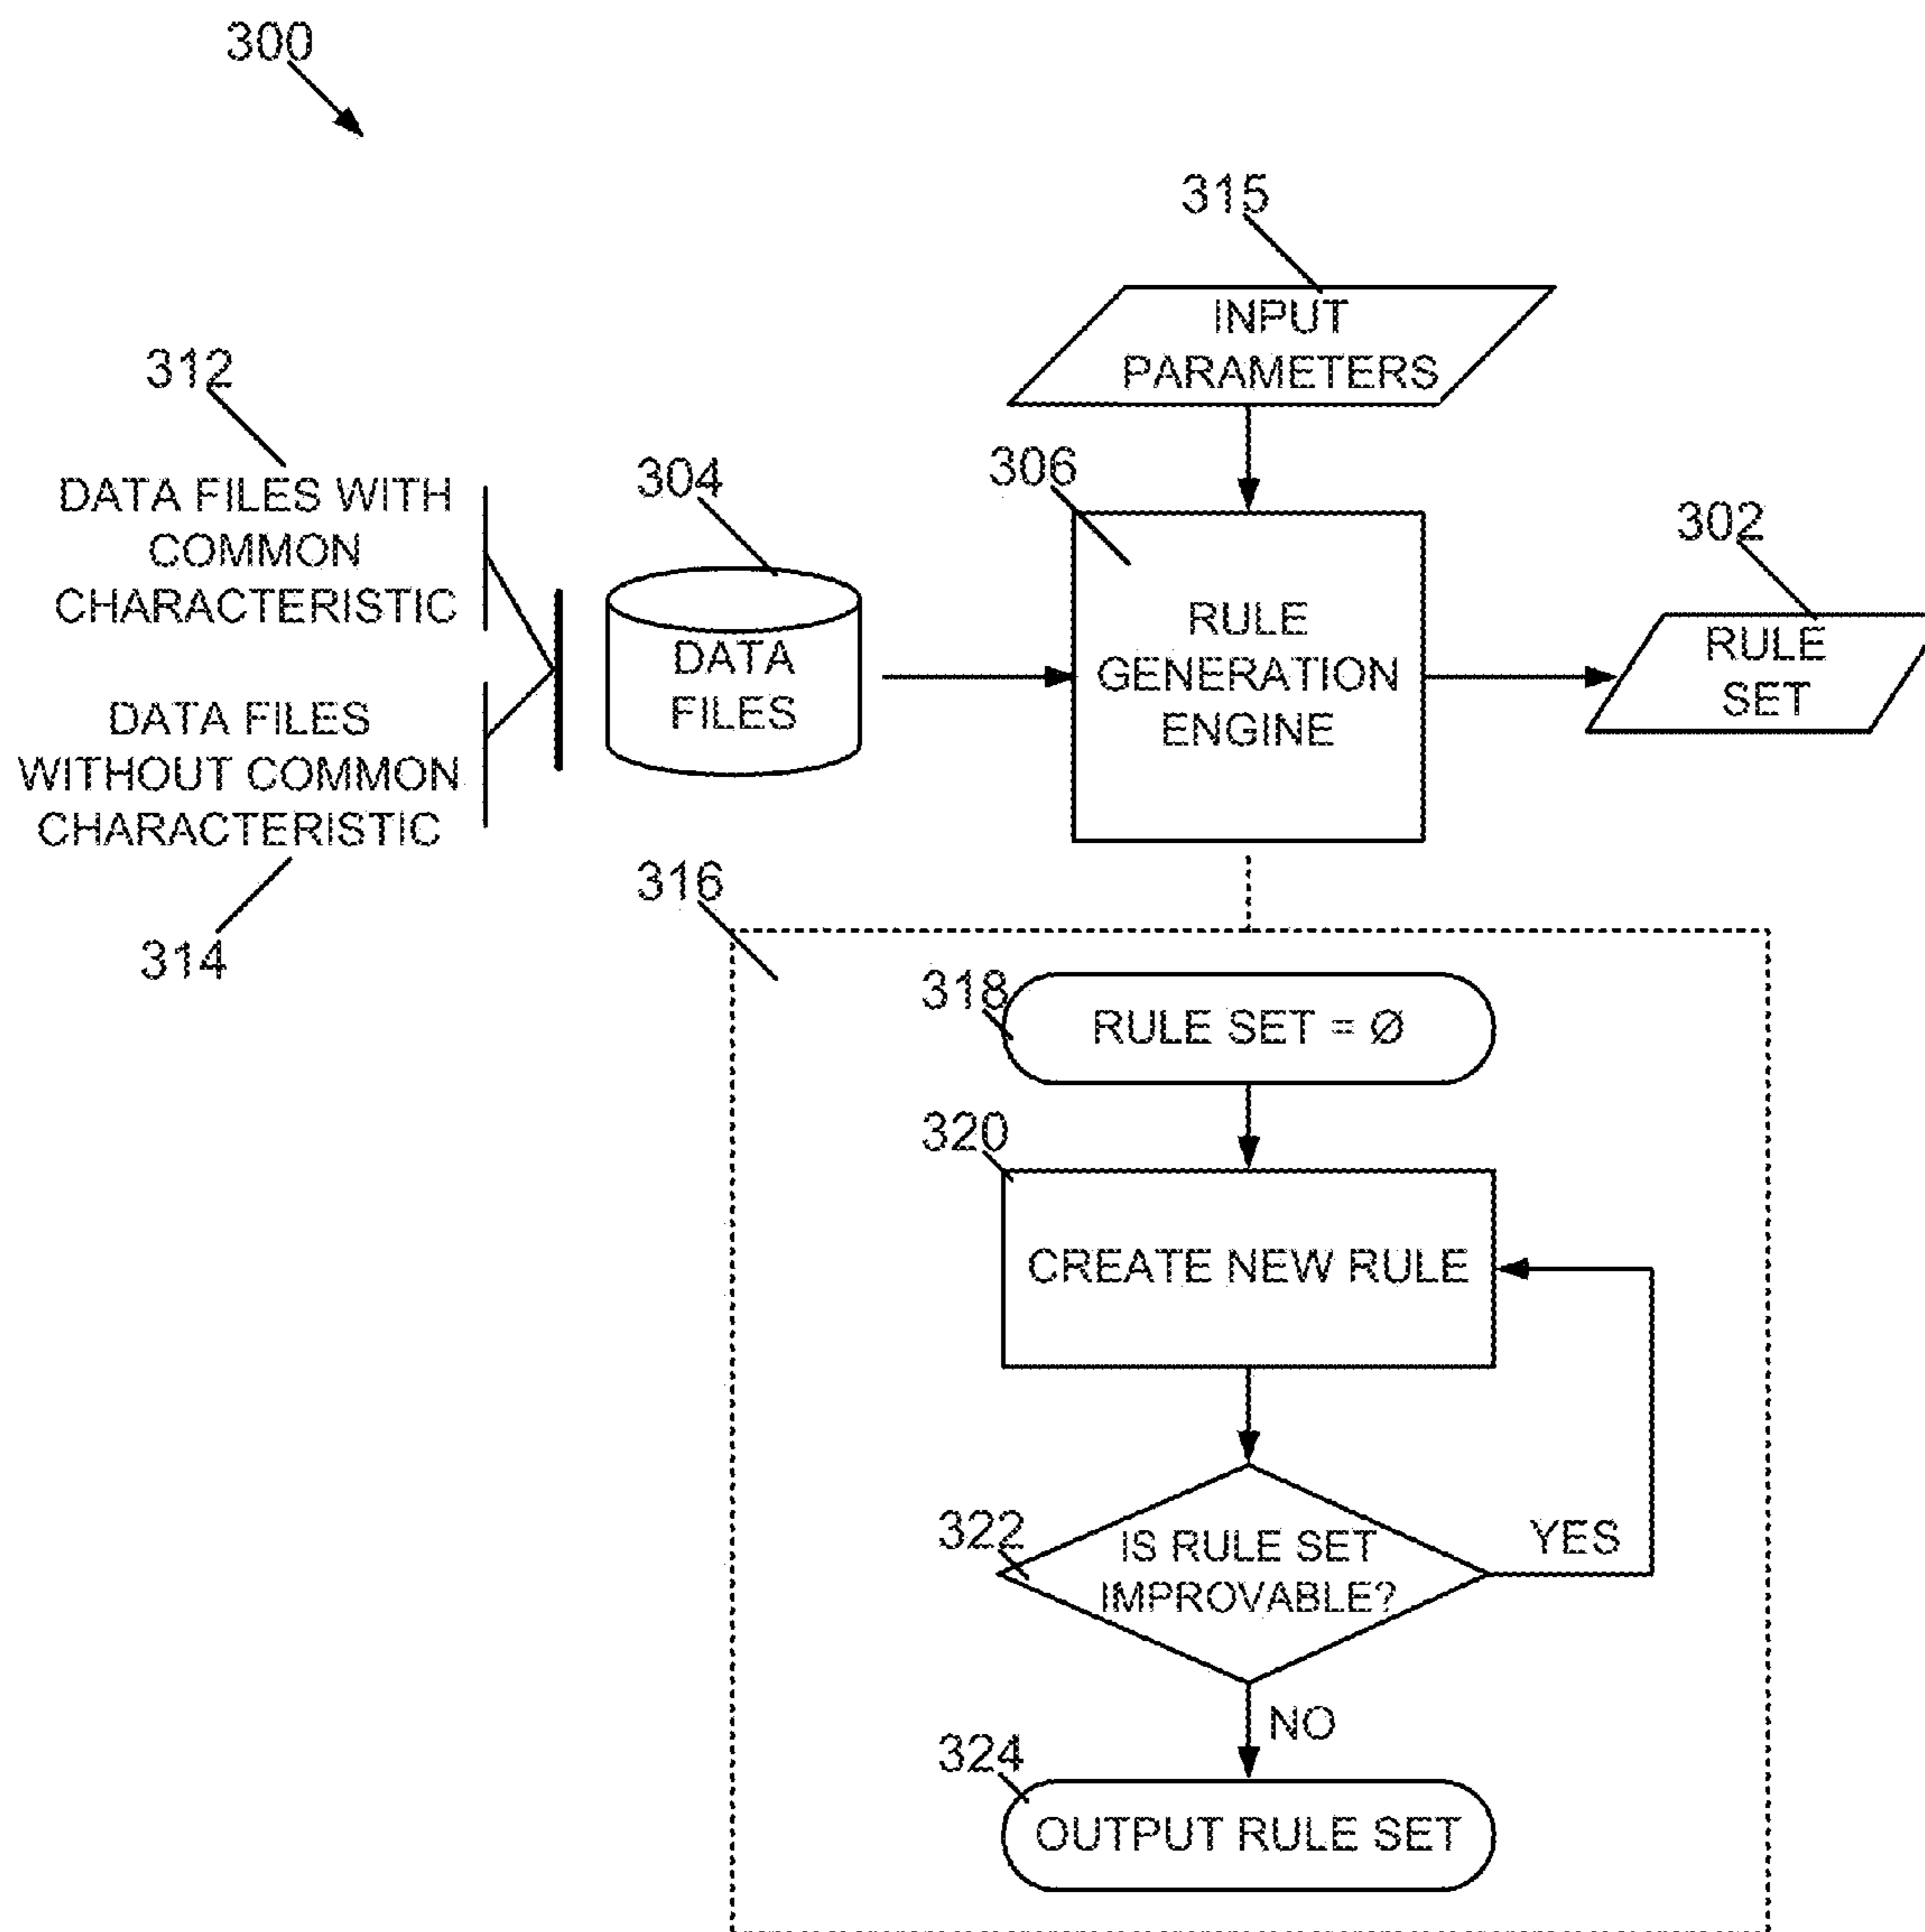 300
315
INPUT
PARAMETERS
312
DATA FILES WITH
COMMON
CHARACTERISTIC
304
DATA
FILES
306
RULE
GENERATION
ENGINE
302
RULE
SET
DATA FILES
WITHOUT COMMON
CHARACTERISTIC
314
316
318
RULE SET = Ø
320
CREATE NEW RULE
322
IS RULE SET
IMPROVABLE?
YES
NO
324
OUTPUT RULE SET